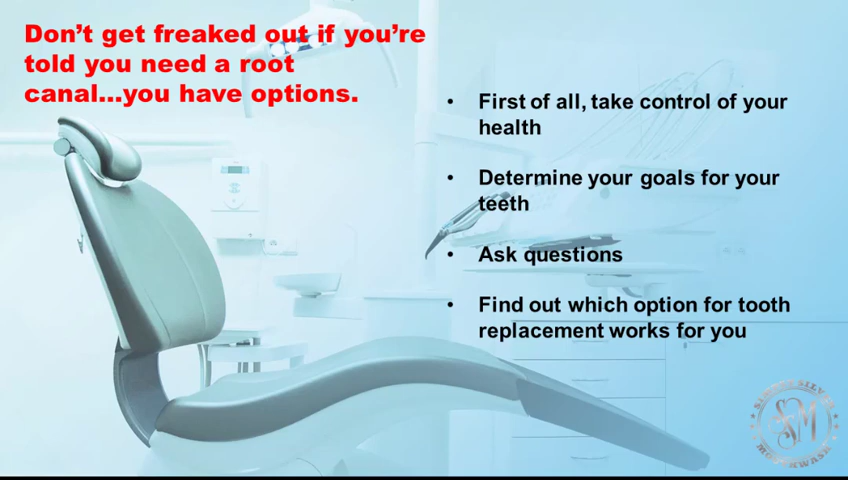 Don't get freaked out if you're
told you need a root
canal...you have options.
• First of all, take control of your
health
• Determine your goals for your
teeth
• Ask questions
• Find out which option for tooth
replacement works for you
SSM
MOUTHWASH